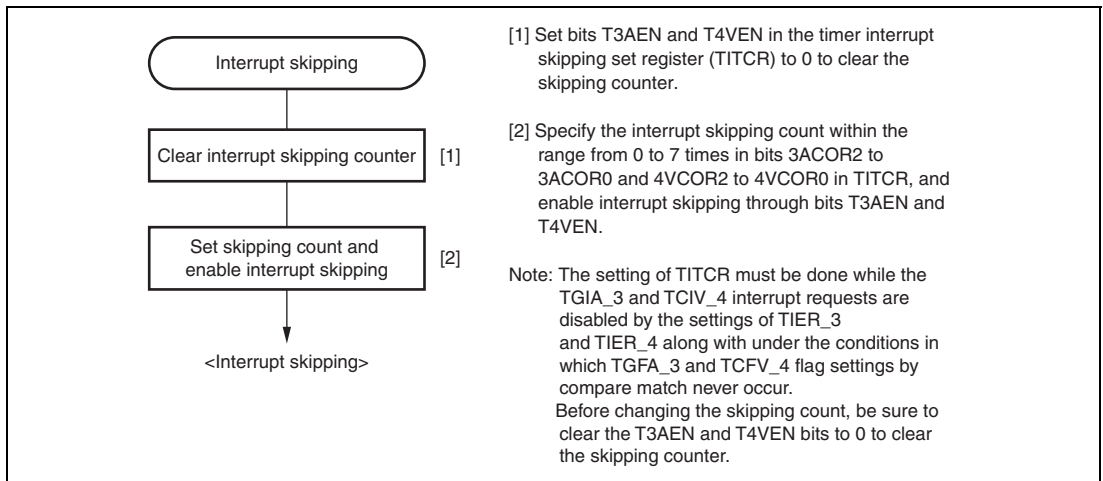 Interrupt skipping
Clear interrupt skipping counter
[1]
Set skipping count and
enable interrupt skipping
[2]
<Interrupt skipping>
[1] Set bits T3AEN and T4VEN in the timer interrupt
skipping set register (TITCR) to 0 to clear the
skipping counter.
[2] Specify the interrupt skipping count within the
range from 0 to 7 times in bits 3ACOR2 to
3ACOR0 and 4VCOR2 to 4VCOR0 in TITCR, and
enable interrupt skipping through bits T3AEN and
T4VEN.
Note: The setting of TITCR must be done while the
TGIA_3 and TCIV_4 interrupt requests are
disabled by the settings of TIER_3
and TIER_4 along with under the conditions in
which TGFA_3 and TCFV_4 flag settings by
compare match never occur.
Before changing the skipping count, be sure to
clear the T3AEN and T4VEN bits to 0 to clear
the skipping counter.